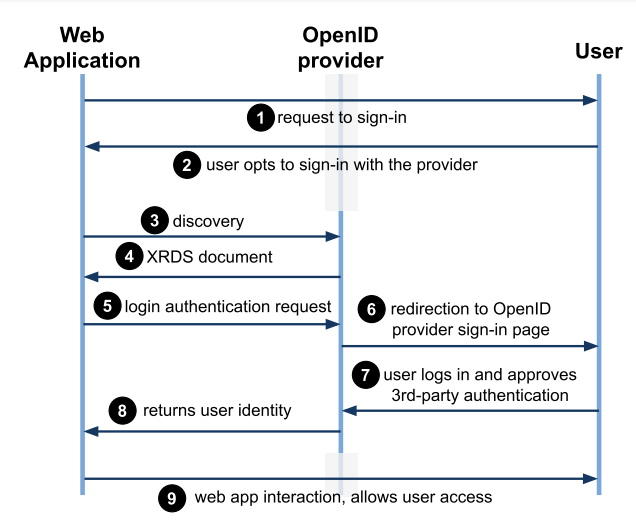 Web
Application
OpenID
provider
User
1 request to sign-in
2 user opts to sign-in with the provider
3 discovery
4 XRDS document
5 login authentication request
6 redirection to OpenID
provider sign-in page
7 user logs in and approves
3rd-party authentication
8 returns user identity
9 web app interaction, allows user access